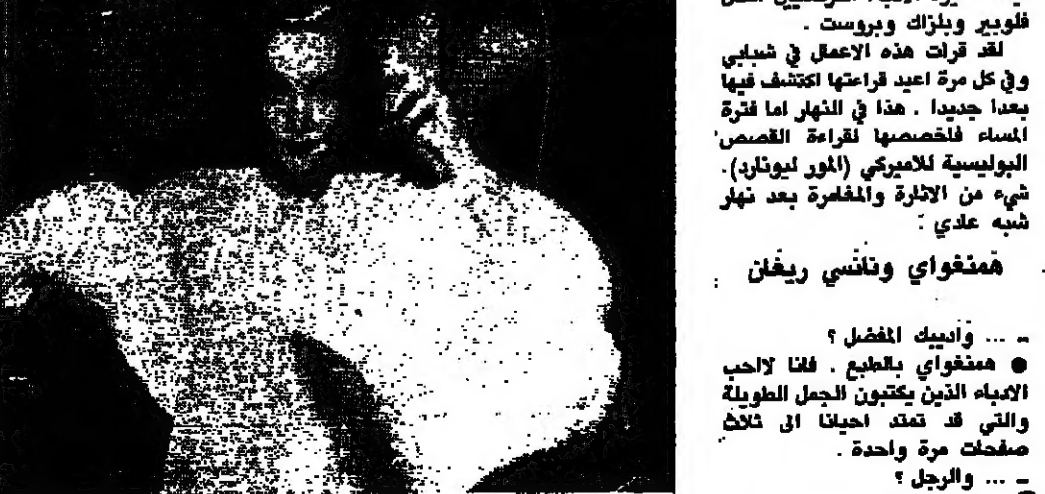 فلوبير وبلزاك وبروست .
لقد قرات هذه الاعمال في شبابي
وفي كل مرة اعيد قراءتها اكتشف فيها
بعدا جديدا . هذا في النهار اما فترة
المساء فلخصصها لقراءة القصص
البوليسية للاميركي (المور ليونارد).
شيء من الاثارة والمغامرة بعد نهار
شبه عادي :
همنغواي ونانسي ريغان
ـ ... واديبك المفضل ؟
● همنغواي بالطبع . فانا لااحب
الادباء الذين يكتبون الجمل الطويلة
والتي قد تمتد احيانا الى ثلاث
صفحات مرة واحدة .
ـ ... والرجل ؟